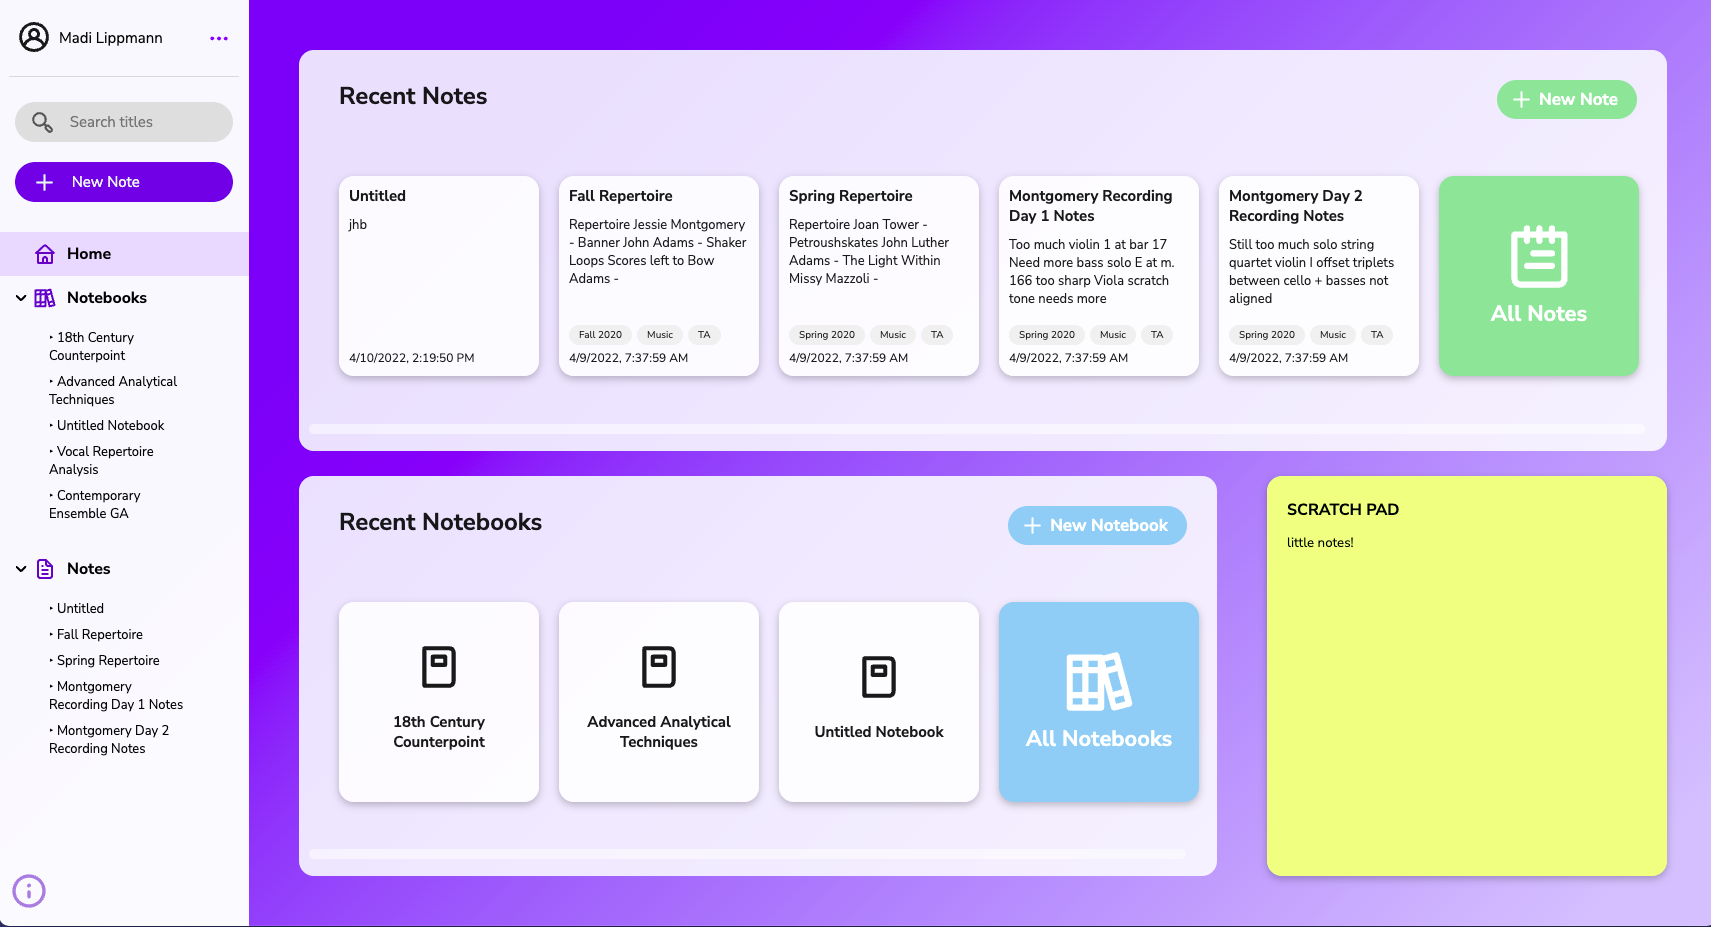 Madi Lippmann
Search titles
New Note
Home
Notebooks
‣ 18th Century
Counterpoint
‣ Advanced Analytical
Techniques
‣ Untitled Notebook
‣ Vocal Repertoire
Analysis
‣ Contemporary
Ensemble GA
Notes
‣ Untitled
‣ Fall Repertoire
‣ Spring Repertoire
‣ Montgomery
Recording Day 1 Notes
‣ Montgomery Day 2
Recording Notes
Recent Notes
New Note
Untitled
jhb
4/10/2022, 2:19:50 PM
Fall Repertoire
Repertoire Jessie Montgomery
- Banner John Adams - Shaker
Loops Scores left to Bow
Adams -
Fall 2020 Music TA
4/9/2022, 7:37:59 AM
Spring Repertoire
Repertoire Joan Tower -
Petroushskates John Luther
Adams - The Light Within
Missy Mazzoli -
Spring 2020 Music TA
4/9/2022, 7:37:59 AM
Montgomery Recording
Day 1 Notes
Too much violin 1 at bar 17
Need more bass solo E at m.
166 too sharp Viola scratch
tone needs more
Spring 2020 Music TA
4/9/2022, 7:37:59 AM
Montgomery Day 2
Recording Notes
Still too much solo string
quartet violin I offset triplets
between cello + basses not
aligned
Spring 2020 Music TA
4/9/2022, 7:37:59 AM
All Notes
Recent Notebooks
New Notebook
18th Century
Counterpoint
Advanced Analytical
Techniques
Untitled Notebook
All Notebooks
SCRATCH PAD
little notes!